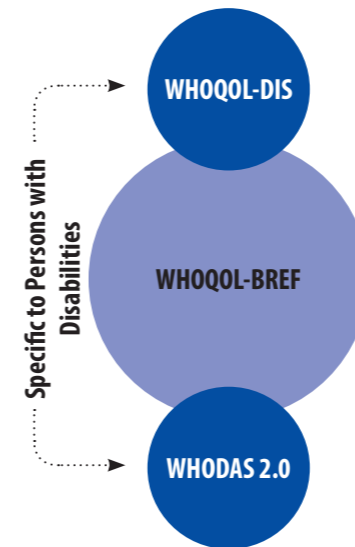 WHOQOL-DIS
Specific to Persons with
Disabilities
WHOQOL-BREF
WHODAS 2.0